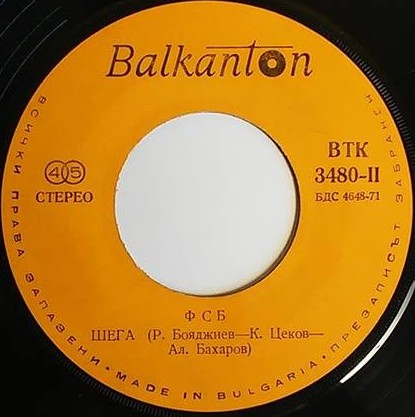 Balkanton
45
СТЕРЕО
ВТК
3480-II
БДС 4648-71
ФСБ
ШЕГА (Р. Бояджиев—К. Цеков—
Ал. Бахаров)
ВСИЧКИ ПРАВА ЗАПАЗЕНИ • MADE IN BULGARIA • ПРЕЗАПИСЪТ ЗАБРАНЕН